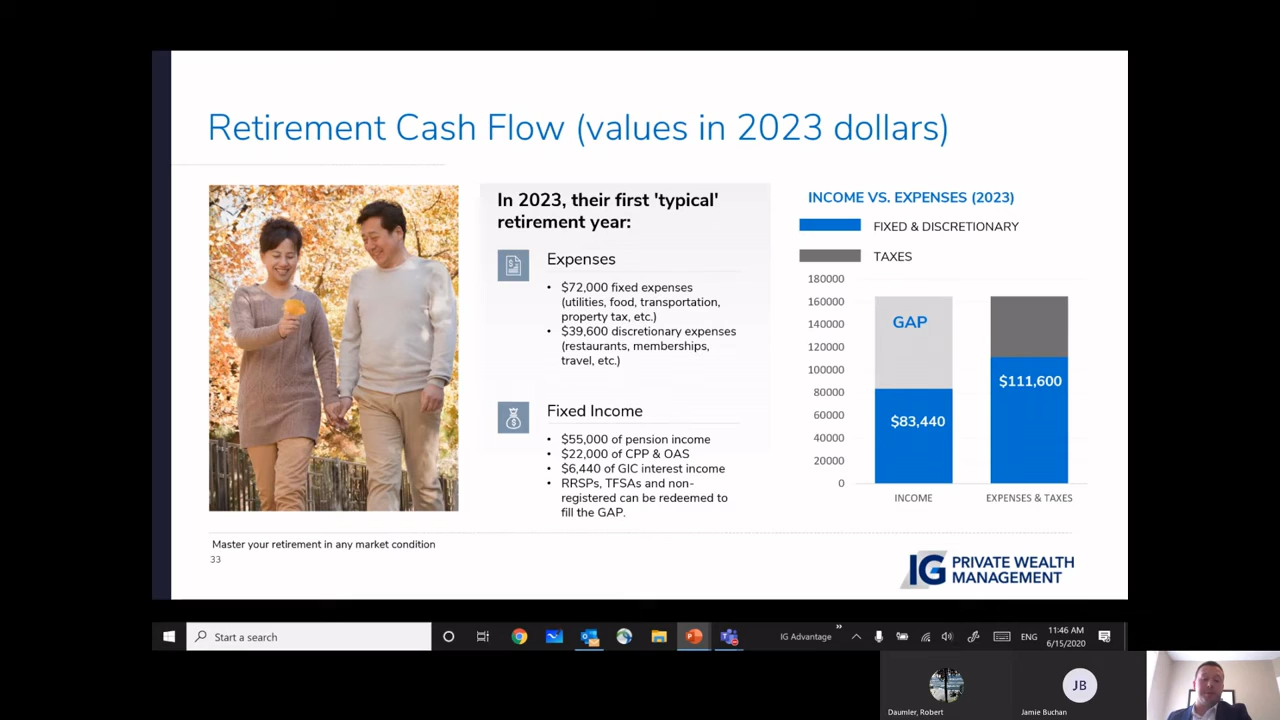 Retirement Cash Flow (values in 2023 dollars)
In 2023, their first 'typical'
retirement year:
Expenses
• $72,000 fixed expenses
(utilities, food, transportation,
property tax, etc.)
• $39,600 discretionary expenses
(restaurants, memberships,
travel, etc.)
Fixed Income
• $55,000 of pension income
• $22,000 of CPP & OAS
• $6,440 of GIC interest income
• RRSPs, TFSAs and non-
registered can be redeemed to
fill the GAP.
INCOME VS. EXPENSES (2023)
FIXED & DISCRETIONARY
TAXES
180000
160000
140000
120000
100000
80000
60000
40000
20000
0
GAP
$83,440
$111,600
INCOME
EXPENSES & TAXES
Master your retirement in any market condition
33
IG PRIVATE WEALTH
MANAGEMENT
Start a search
IG Advantage
»
ENG
11:46 AM
6/15/2020
Daumler, Robert
JB
Jamie Buchan